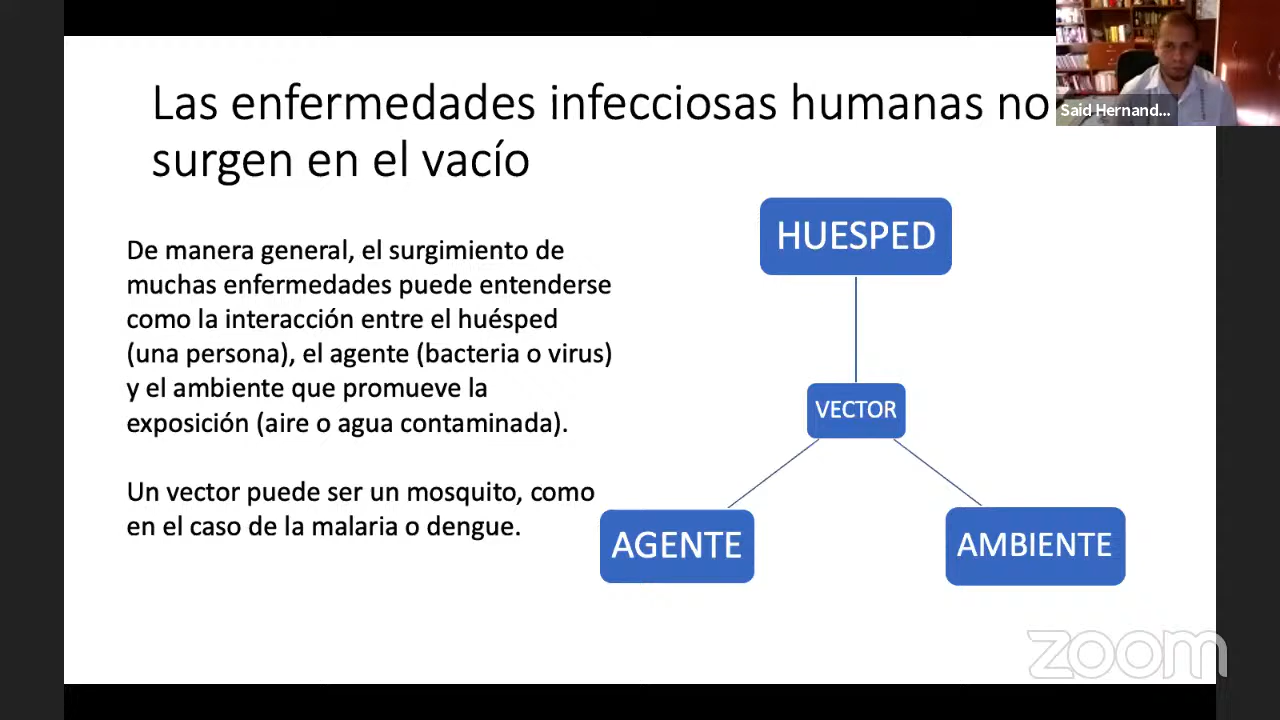 Las enfermedades infecciosas humanas no
surgen en el vacío
Said Hernand...
De manera general, el surgimiento de
muchas enfermedades puede entenderse
como la interacción entre el huésped
(una persona), el agente (bacteria o virus)
y el ambiente que promueve la
exposición (aire o agua contaminada).
Un vector puede ser un mosquito, como
en el caso de la malaria o dengue.
HUESPED
VECTOR
AGENTE
AMBIENTE
zoom